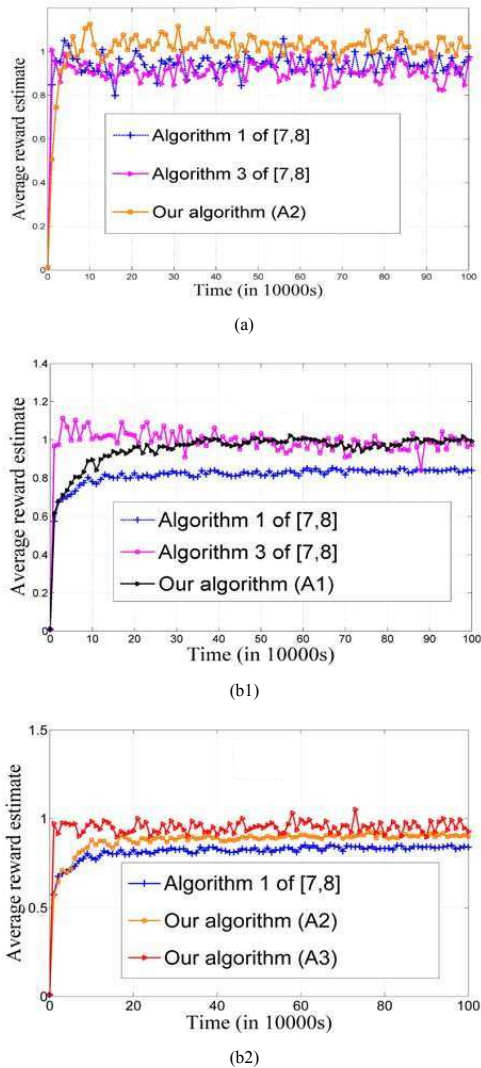 Average reward estimate
1
0.8
0.6
0.4
0.2
0
Algorithm 1 of [7,8]
Algorithm 3 of [7,8]
Our algorithm (A2)
0 10 20 30 40 50 60 70 80 90 100
Time (in 10000s)
(a)
Average reward estimate
1.4
1.2
1.0
0.8
0.6
0.4
0.2
0
Algorithm 1 of [7,8]
Algorithm 3 of [7,8]
Our algorithm (A1)
0 10 20 30 40 50 60 70 80 90 100
Time (in 10000s)
(b1)
Average reward estimate
1.5
1
0.5
0
Algorithm 1 of [7,8]
Our algorithm (A2)
Our algorithm (A3)
0 20 40 60 80 100
Time (in 10000s)
(b2)